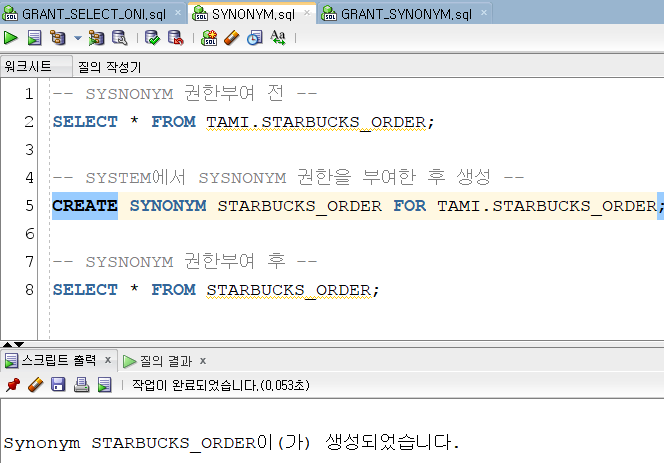 GRANT_SELECT_ONI.sql × SYNONYM.sql × GRANT_SYNONYM.sql ×
워크시트 질의 작성기
1 -- SYSNONYM 권한부여 전 --
2 SELECT * FROM TAMI.STARBUCKS_ORDER;
3
4 -- SYSTEM에서 SYSNONYM 권한을 부여한 후 생성 --
5 CREATE SYNONYM STARBUCKS_ORDER FOR TAMI.STARBUCKS_ORDER;
6
7 -- SYSNONYM 권한부여 후 --
8 SELECT * FROM STARBUCKS_ORDER;
스크립트 출력 × 질의 결과 ×
작업이 완료되었습니다.(0,053초)
Synonym STARBUCKS_ORDER이(가) 생성되었습니다.